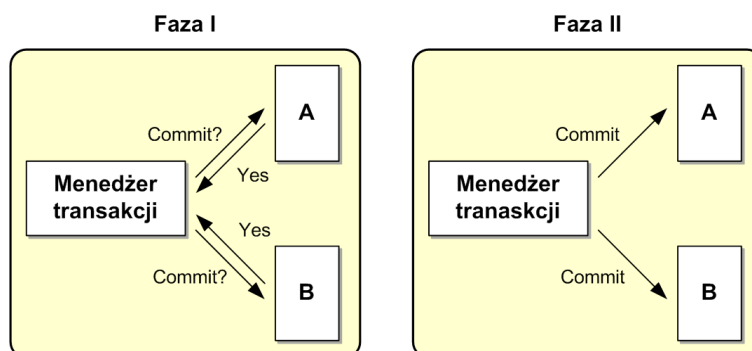 Faza I
A
Commit?
Yes
Menedżer
transakcji
Yes
Commit?
B
Faza II
A
Commit
Menedżer
tranaskcji
Commit
B